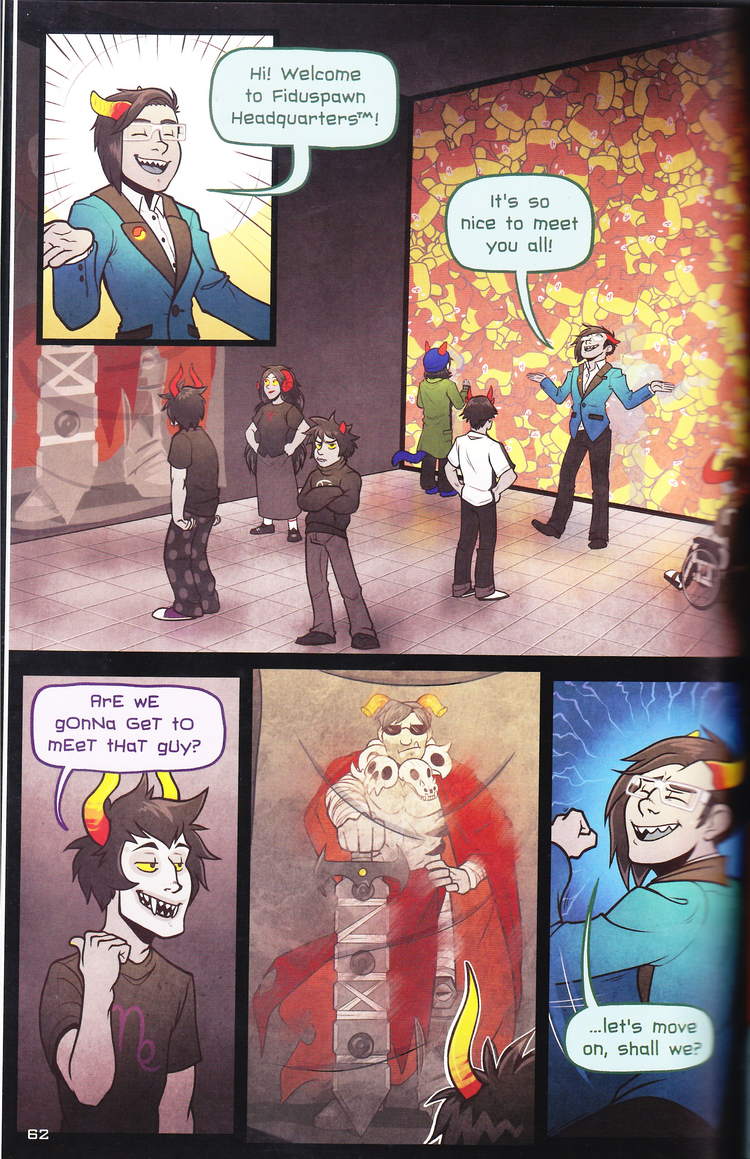 Hi! Welcome
to Fiduspawn
Headquarters™!
It's so
nice to meet
you all!
ArE wE
gOnNa GeT tO
mEeT tHaT gUy?
...let's move
on, shall we?
62